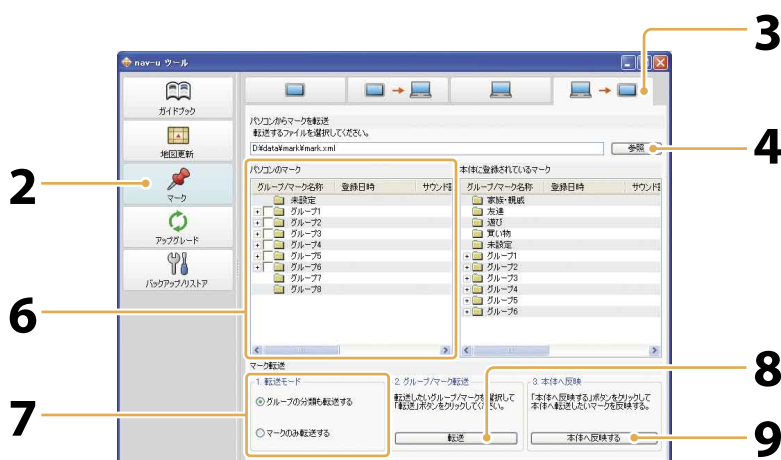 3
nav-u ツール
ガイドブック
パソコンからマークを転送
転送するファイルを選択してください。
4
D:¥data¥mark¥mark.xml
参照
地図更新
2
パソコンのマーク
本体に登録されているマーク
マーク
グループ/マーク名称 登録日時 サウンド
グループ/マーク名称 登録日時 サウンド
未設定
グループ1
グループ2
グループ3
グループ4
グループ5
グループ6
グループ7
グループ8
家族・親戚
友達
遊び
買い物
未設定
グループ1
グループ2
グループ3
グループ4
グループ5
グループ6
アップグレード
バックアップ/リストア
6
マーク転送
8
1. 転送モード
グループの分類も転送する
マークのみ転送する
7
2. グループ/マーク転送
転送したいグループ/マークを選択して
「転送」ボタンをクリックしてください。
転送
3. 本体へ反映
「本体へ反映する」ボタンをクリックして
本体へ転送したいマークを反映する。
本体へ反映する
9